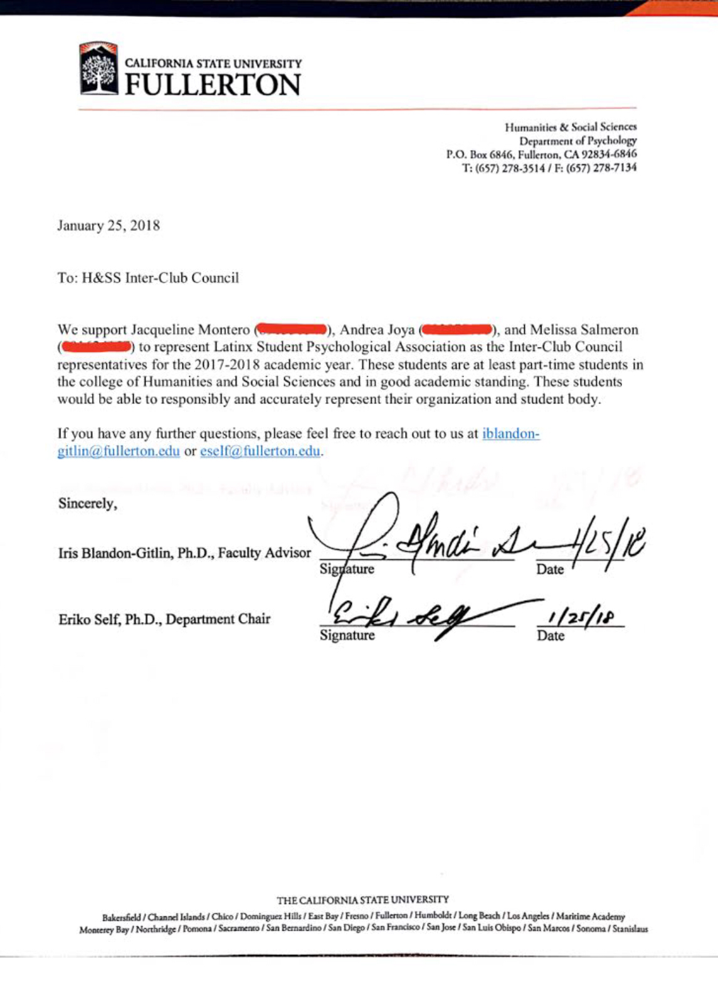 CALIFORNIA STATE UNIVERSITY
FULLERTON
Humanities & Social Sciences
Department of Psychology
P.O. Box 6846, Fullerton, CA 92834-6846
T: (657) 278-3514 / F: (657) 278-7134
January 25, 2018
To: H&SS Inter-Club Council
We support Jacqueline Montero (), Andrea Joya (), and Melissa Salmeron
() to represent Latinx Student Psychological Association as the Inter-Club Council
representatives for the 2017-2018 academic year. These students are at least part-time students in
the college of Humanities and Social Sciences and in good academic standing. These students
would be able to responsibly and accurately represent their organization and student body.
If you have any further questions, please feel free to reach out to us at iblandon-
gitlin@fullerton.edu or eself@fullerton.edu.
Sincerely,
Iris Blandon-Gitlin, Ph.D., Faculty Advisor 1/25/18
Signature Date
Eriko Self, Ph.D., Department Chair Eriko Self 1/25/18
Signature Date
THE CALIFORNIA STATE UNIVERSITY
Bakersfield / Channel Islands / Chico / Dominguez Hills / East Bay / Fresno / Fullerton / Humboldt / Long Beach / Los Angeles / Maritime Academy
Monterey Bay / Northridge / Pomona / Sacramento / San Bernardino / San Diego / San Francisco / San Jose / San Luis Obispo / San Marcos / Sonoma / Stanislaus